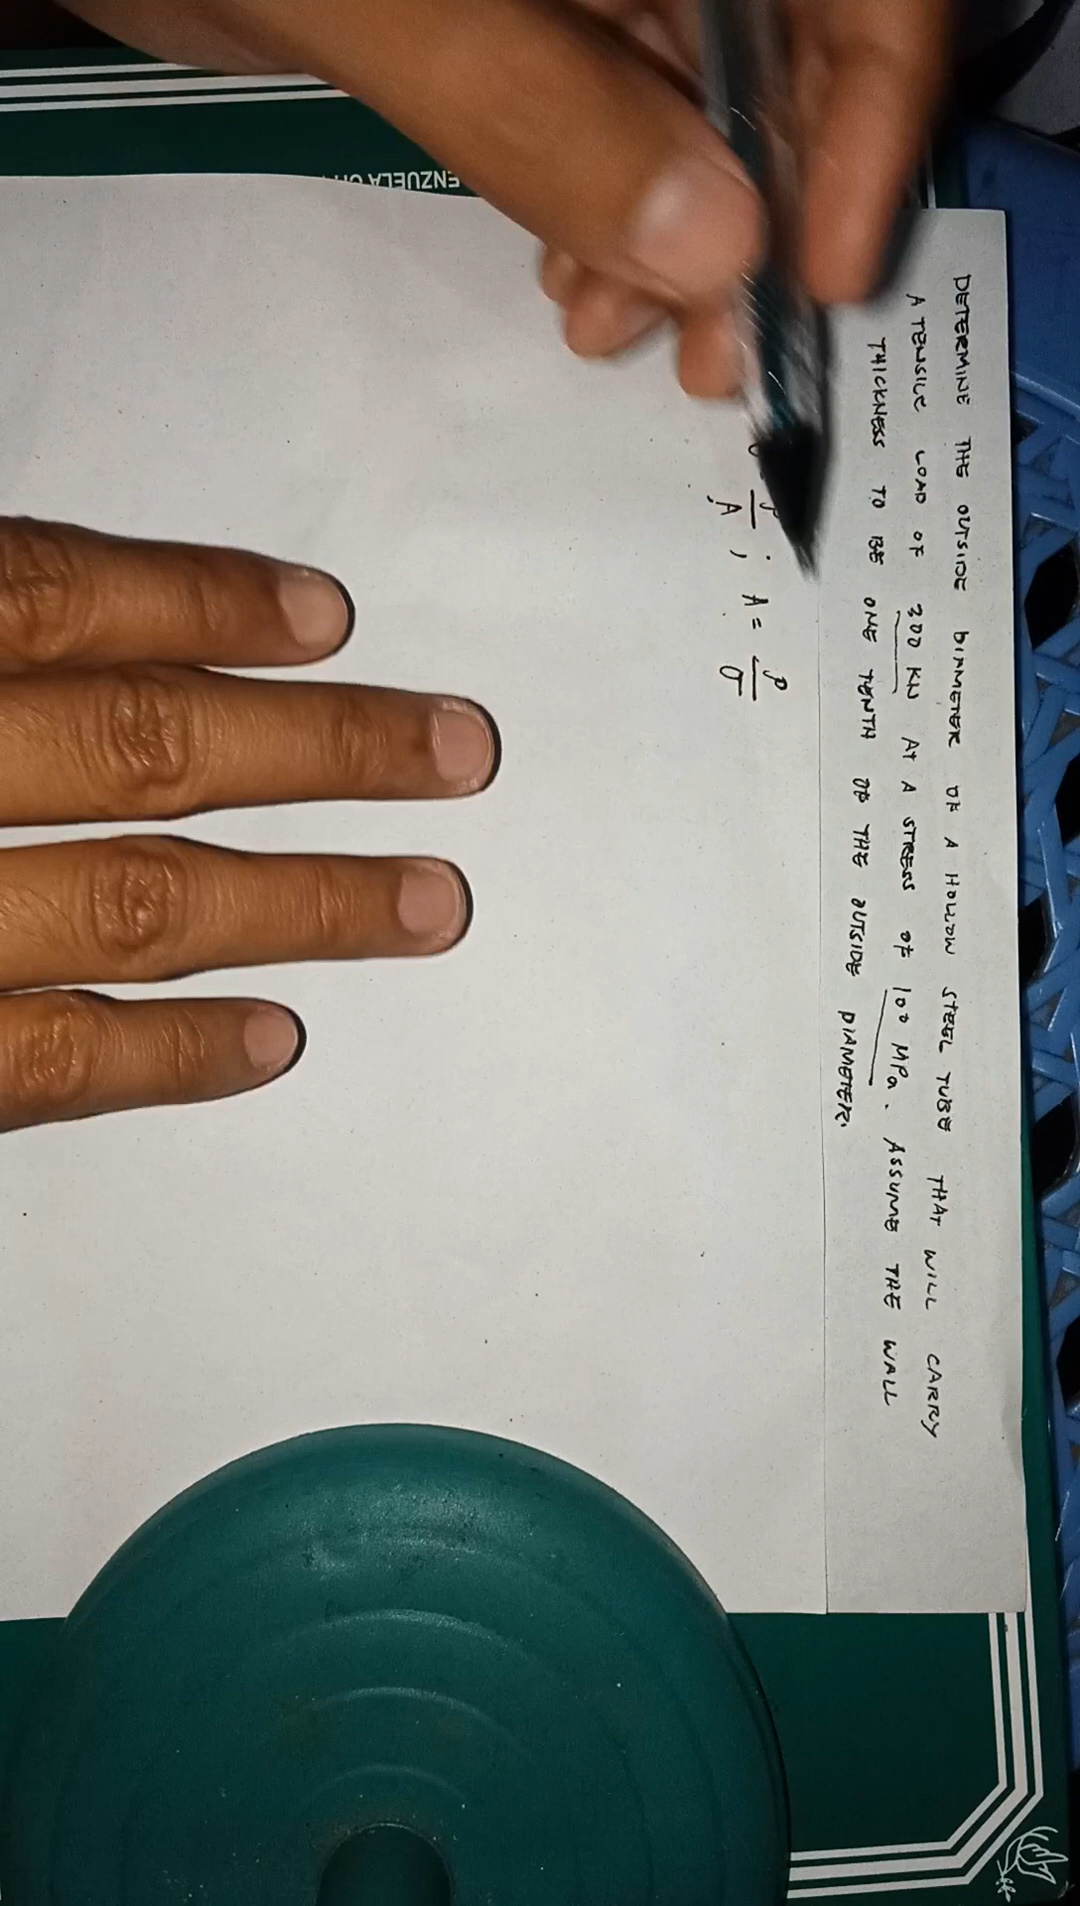 DETERMINE THE OUTSIDE DIAMETER OF A HOLLOW STEEL TUBE THAT WILL CARRY
A TENSILE LOAD OF 300 KN AT A STRESS OF 100 MPa. ASSUME THE WALL
THICKNESS TO BE ONE TENTH OF THE OUTSIDE DIAMETER.
P/A ; A = P/σ